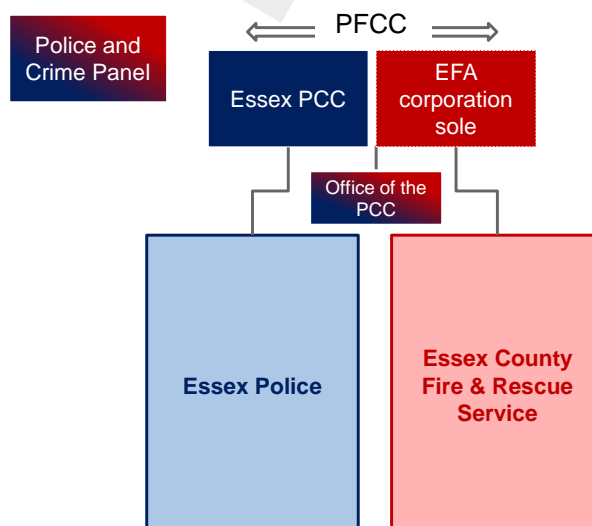 PFCC
Police and
Crime Panel
Essex PCC
EFA
corporation
sole
Office of the
PCC
Essex Police
Essex County
Fire & Rescue
Service